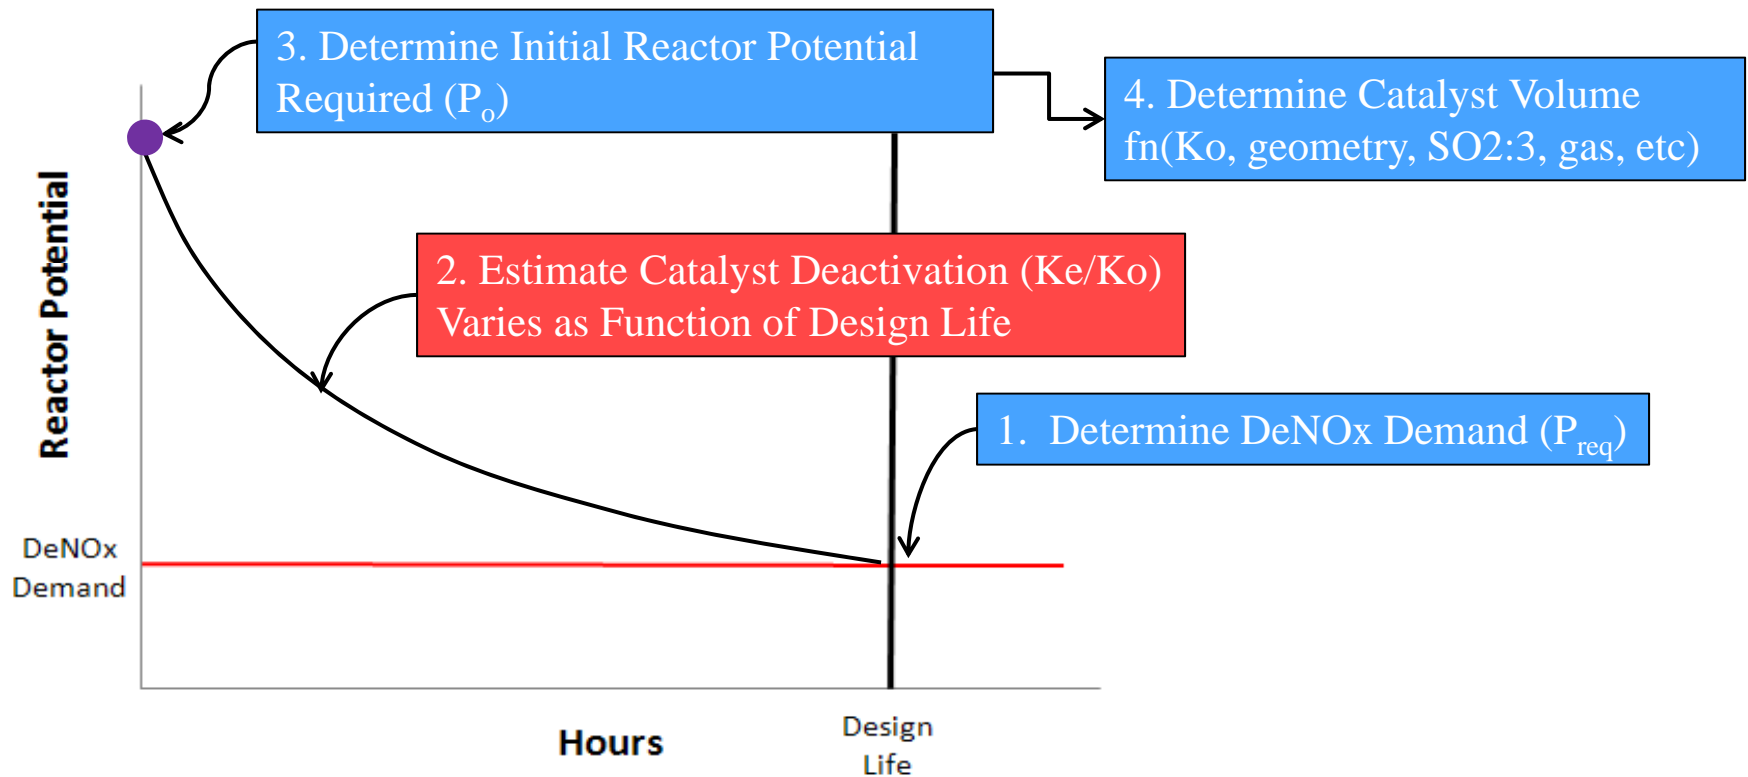 3. Determine Initial Reactor Potential
Required (Po)
4. Determine Catalyst Volume
fn(Ko, geometry, SO2:3, gas, etc)
Reactor Potential
2. Estimate Catalyst Deactivation (Ke/Ko)
Varies as Function of Design Life
1. Determine DeNOx Demand (Preq)
DeNOx
Demand
Hours
Design
Life